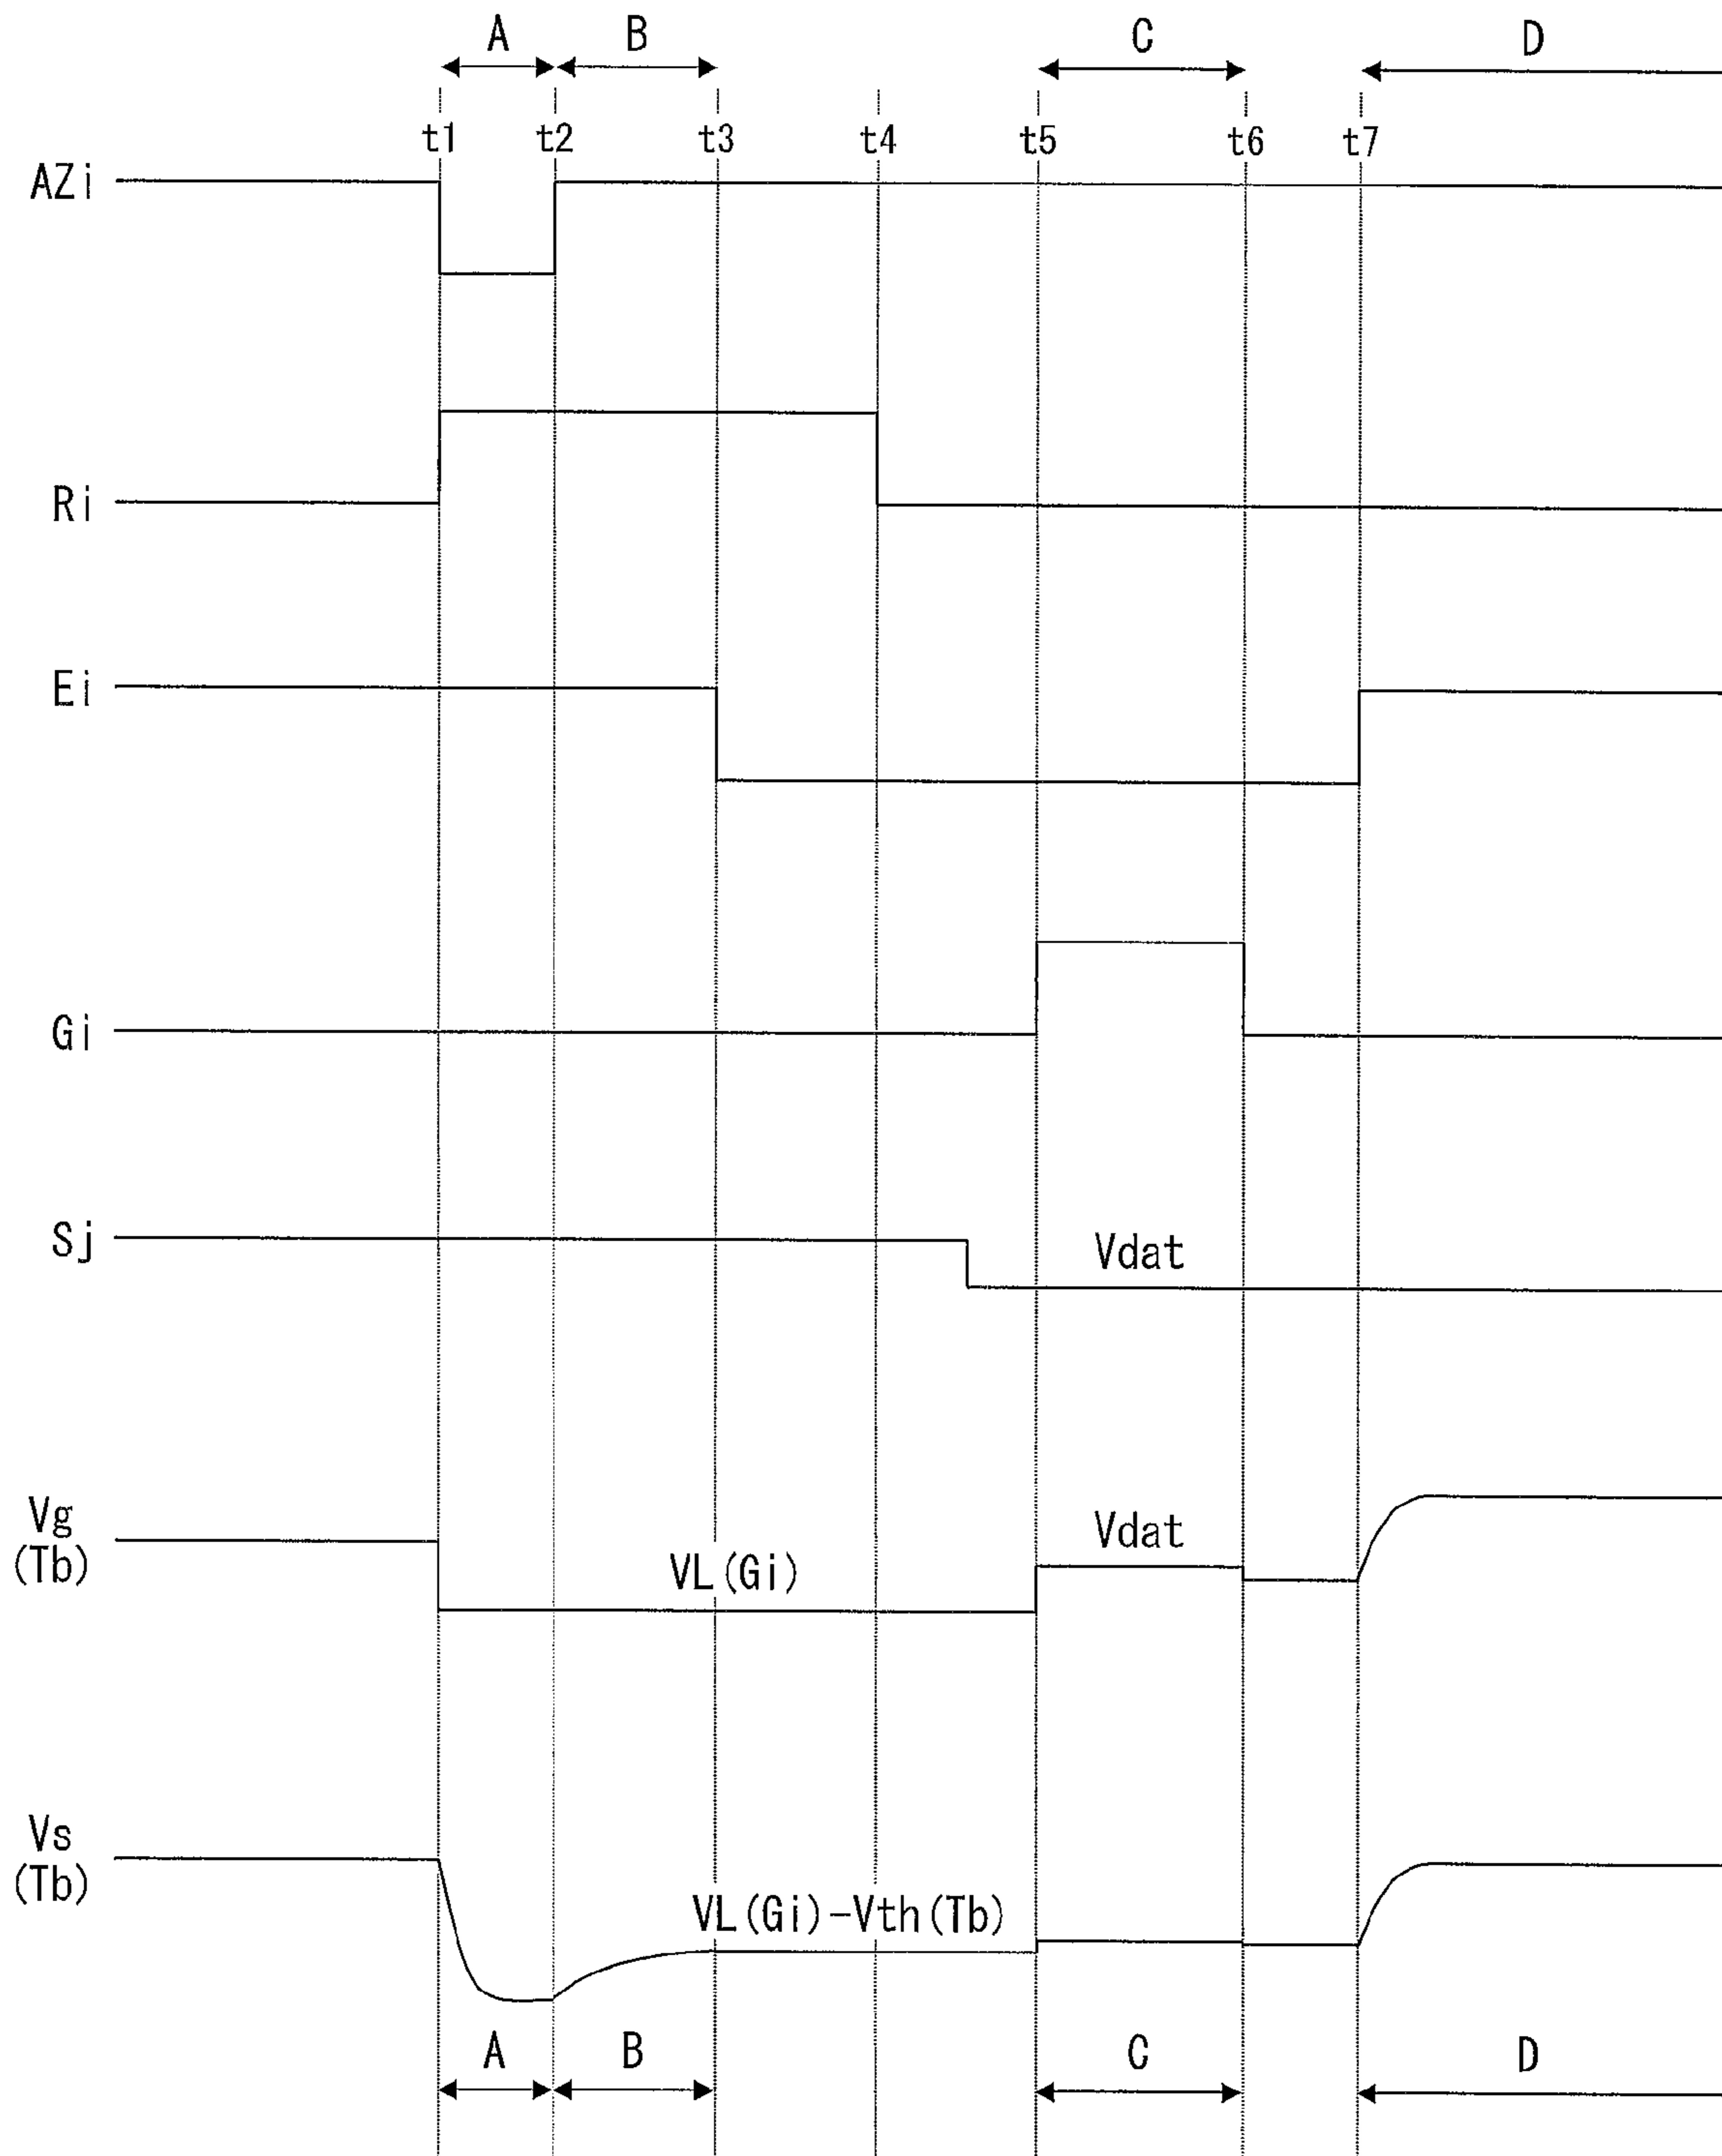 A B C D
t1 t2 t3 t4 t5 t6 t7
AZi
Ri
Ei
Gi
Sj
Vdat
Vg
(Tb)
Vdat
VL(Gi)
Vs
(Tb)
VL(Gi)-Vth(Tb)
A B C D